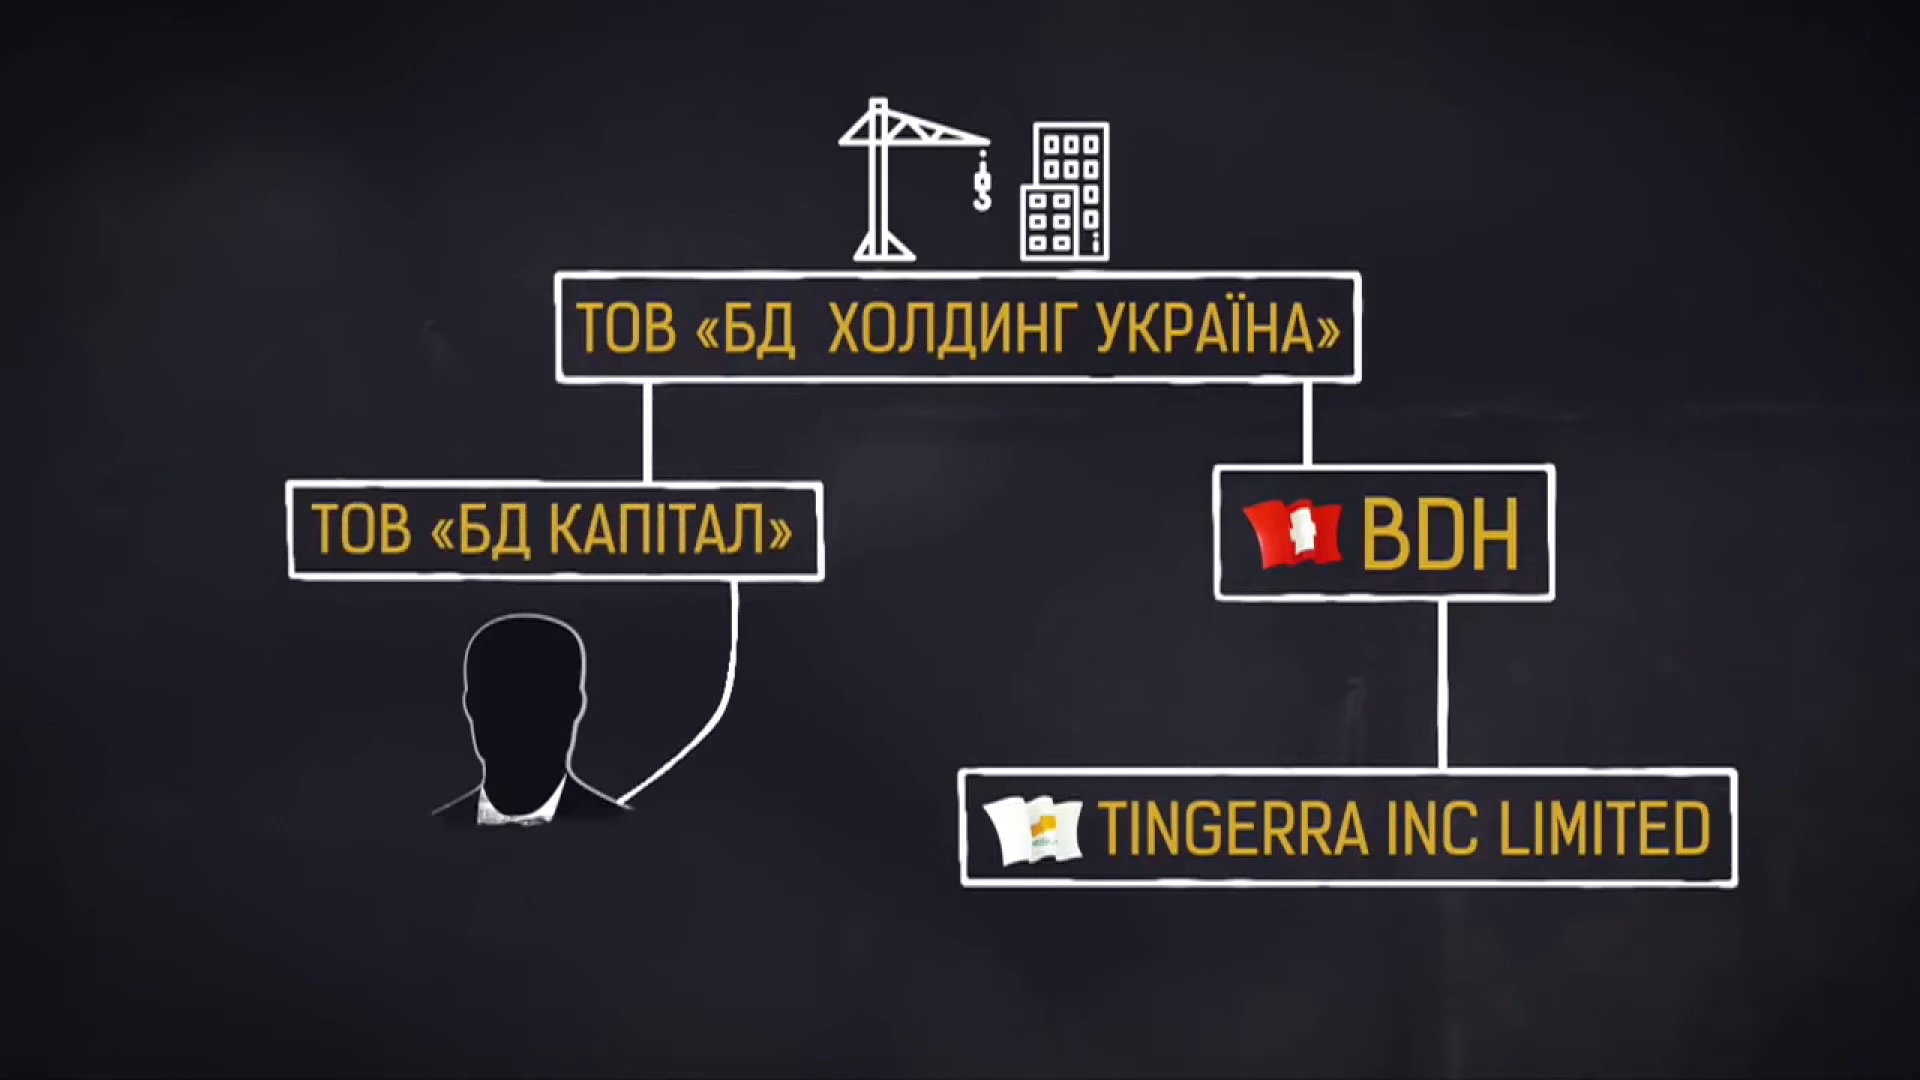 ТОВ «БД ХОЛДИНГ УКРАЇНА»
ТОВ «БД КАПІТАЛ»
BDH
TINGERRA INC LIMITED